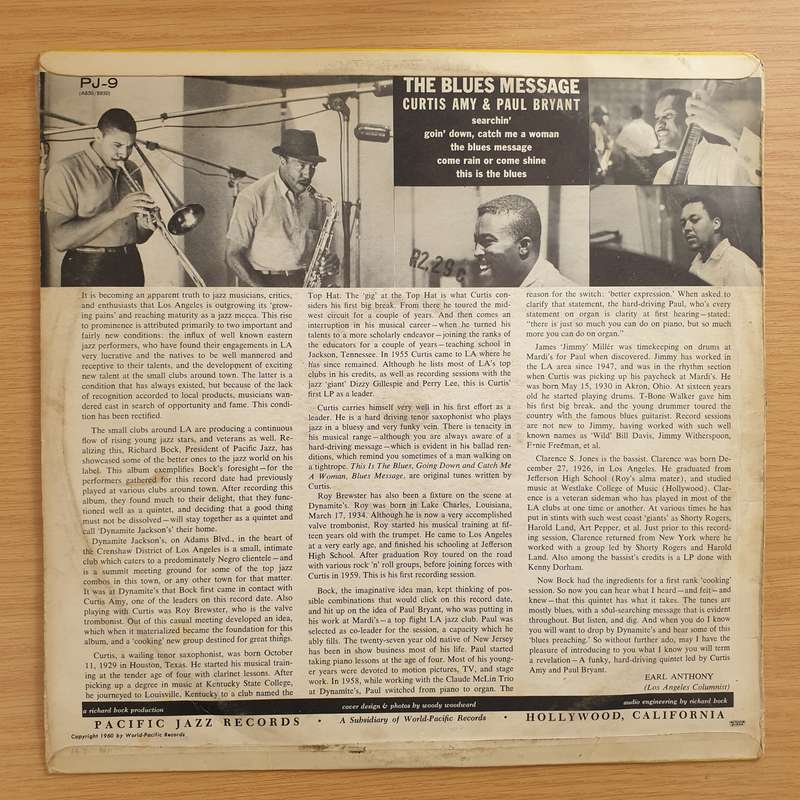 PJ-9
(A830/B830)
THE BLUES MESSAGE
CURTIS AMY & PAUL BRYANT
searchin'
goin' down, catch me a woman
the blues message
come rain or come shine
this is the blues
R2,29
It is becoming an apparent truth to jazz musicians, critics,
and enthusiasts that Los Angeles is outgrowing its 'grow-
ing pains' and reaching maturity as a jazz mecca. This rise
to prominence is attributed primarily to two important and
fairly new conditions: the influx of well known eastern
jazz performers, who have found their engagements in LA
very lucrative and the natives to be well mannered and
receptive to their talents, and the development of exciting
new talent at the small clubs around town. The latter is a
condition that has always existed, but because of the lack
of recognition accorded to local products, musicians wan-
dered east in search of opportunity and fame. This condi-
tion has been rectified.
The small clubs around LA are producing a continuous
flow of rising young jazz stars, and veterans as well. Re-
alizing this, Richard Bock, President of Pacific Jazz, has
showcased some of the better ones to the jazz world on his
label. This album exemplifies Bock's foresight—for the
performers gathered for this record date had previously
played at various clubs around town. After recording this
album, they found much to their delight, that they func-
tioned well as a quintet, and deciding that a good thing
must not be dissolved—will stay together as a quintet and
call 'Dynamite Jackson's' their home.
Dynamite Jackson's, on Adams Blvd., in the heart of
the Crenshaw District of Los Angeles is a small, intimate
club which caters to a predominately Negro clientele—and
is a summit meeting ground for some of the top jazz
combos in this town, or any other town for that matter.
It was at Dynamite's that Bock first came in contact with
Curtis Amy, one of the leaders on this record date. Also
playing with Curtis was Roy Brewster, who is the valve
trombonist. Out of this casual meeting developed an idea,
which when it materialized became the foundation for this
album, and a 'cooking' new group destined for great things.
Curtis, a wailing tenor saxophonist, was born October
11, 1929 in Houston, Texas. He started his musical train-
ing at the tender age of four with clarinet lessons. After
picking up a degree in music at Kentucky State College,
he journeyed to Louisville, Kentucky to a club named the
Top Hat. The 'gig' at the Top Hat is what Curtis con-
siders his first big break. From there he toured the mid-
west circuit for a couple of years. And then comes an
interruption in his musical career—when he turned his
talents to a more scholarly endeavor—joining the ranks of
the educators for a couple of years—teaching school in
Jackson, Tennessee. In 1955 Curtis came to LA where he
has since remained. Although he lists most of LA's top
clubs in his credits, as well as recording sessions with the
jazz 'giant' Dizzy Gillespie and Perry Lee, this is Curtis'
first LP as a leader.
Curtis carries himself very well in his first effort as a
leader. He is a hard driving tenor saxophonist who plays
jazz in a bluesy and very funky vein. There is tenacity in
his musical range—although you are always aware of a
hard-driving message—which is evident in his ballad ren-
ditions, which remind you sometimes of a man walking on
a tightrope. This Is The Blues, Going Down and Catch Me
A Woman, Blues Message, are original tunes written by
Curtis.
Roy Brewster has also been a fixture on the scene at
Dynamite's. Roy was born in Lake Charles, Louisiana,
March 17, 1934. Although he is now a very accomplished
valve trombonist, Roy started his musical training at fif-
teen years old with the trumpet. He came to Los Angeles
at a very early age, and finished his schooling at Jefferson
High School. After graduation Roy toured on the road
with various rock 'n' roll groups, before joining forces with
Curtis in 1959. This is his first recording session.
Bock, the imaginative idea man, kept thinking of pos-
sible combinations that would click on this record date,
and hit up on the idea of Paul Bryant, who was putting in
his work at Mardi's—a top flight LA jazz club. Paul was
selected as co-leader for the session, a capacity which he
ably fills. The twenty-seven year old native of New Jersey
has been in show business most of his life. Paul started
taking piano lessons at the age of four. Most of his young-
er years were devoted to motion pictures, TV, and stage
work. In 1958, while working with the Claude McLin Trio
at Dynamite's, Paul switched from piano to organ. The
reason for the switch: 'better expression.' When asked to
clarify that statement, the hard-driving Paul, who's every
statement on organ is clarity at first hearing—stated:
"there is just so much you can do on piano, but so much
more you can do on organ."
James 'Jimmy' Miller was timekeeping on drums at
Mardi's for Paul when discovered. Jimmy has worked in
the LA area since 1947, and was in the rhythm section
when Curtis was picking up his paycheck at Mardi's. He
was born May 15, 1930 in Akron, Ohio. At sixteen years
old he started playing drums. T-Bone Walker gave him
his first big break, and the young drummer toured the
country with the famous blues guitarist. Record sessions
are not new to Jimmy, having worked with such well
known names as 'Wild' Bill Davis, Jimmy Witherspoon,
Ernie Freeman, et al.
Clarence S. Jones is the bassist. Clarence was born De-
cember 27, 1926, in Los Angeles. He graduated from
Jefferson High School (Roy's alma mater), and studied
music at Westlake College of Music (Hollywood). Clar-
ence is a veteran sideman who has played in most of the
LA clubs at one time or another. At various times he has
put in stints with such west coast 'giants' as Shorty Rogers,
Harold Land, Art Pepper, et al. Just prior to this record-
ing session, Clarence returned from New York where he
worked with a group led by Shorty Rogers and Harold
Land. Also among the bassist's credits is a LP done with
Kenny Dorham.
Now Bock had the ingredients for a first rank 'cooking'
session. So now you can hear what I heard—and felt—and
knew—that this quintet has what it takes. The tunes are
mostly blues, with a soul-searching message that is evident
throughout. But listen, and dig. And when you do I know
you will want to drop by Dynamite's and hear some of this
'blues preaching.' So without further ado, may I have the
pleasure of introducing to you what I know you will term
a revelation—A funky, hard-driving quintet led by Curtis
Amy and Paul Bryant.
EARL ANTHONY
(Los Angeles Columnist)
a richard bock production
cover design & photos by woody woodward
audio engineering by richard bock
PACIFIC JAZZ RECORDS • A Subsidiary of World-Pacific Records • HOLLYWOOD, CALIFORNIA
Copyright 1960 by World-Pacific Records